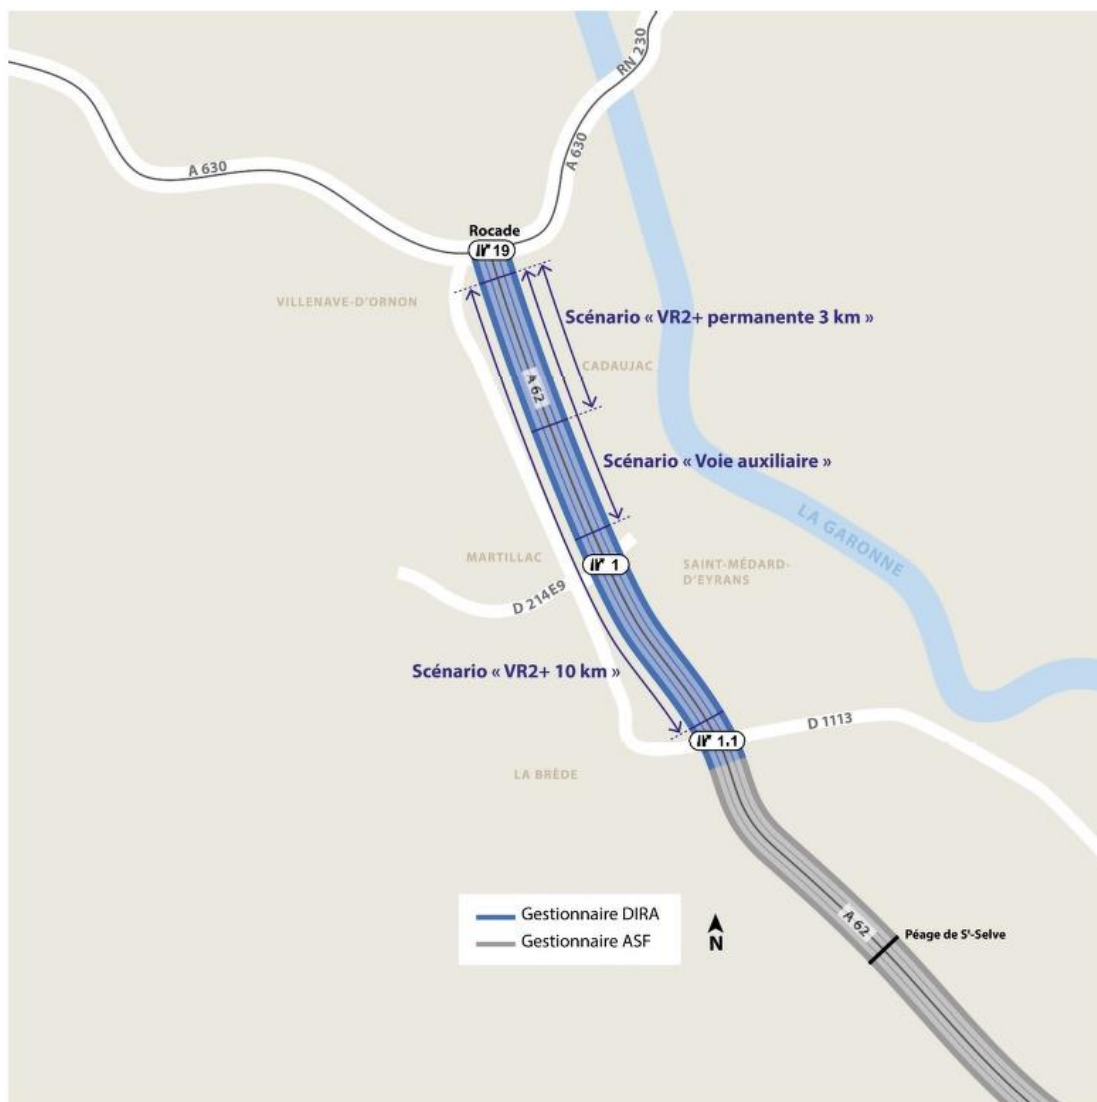 RN 230
A 630
A 630
Rocade
19
VILLENAVE-D'ORNON
Scénario « VR2+ permanente 3 km »
CADAUJAC
A 62
Scénario « Voie auxiliaire »
LA GARONNE
MARTILLAC
1
SAINT-MÉDARD-
D'EYRANS
D 214E9
Scénario « VR2+ 10 km »
D 1113
1.1
LA BRÈDE
Gestionnaire DIRA
Gestionnaire ASF
N
A 62
Péage de St-Selve